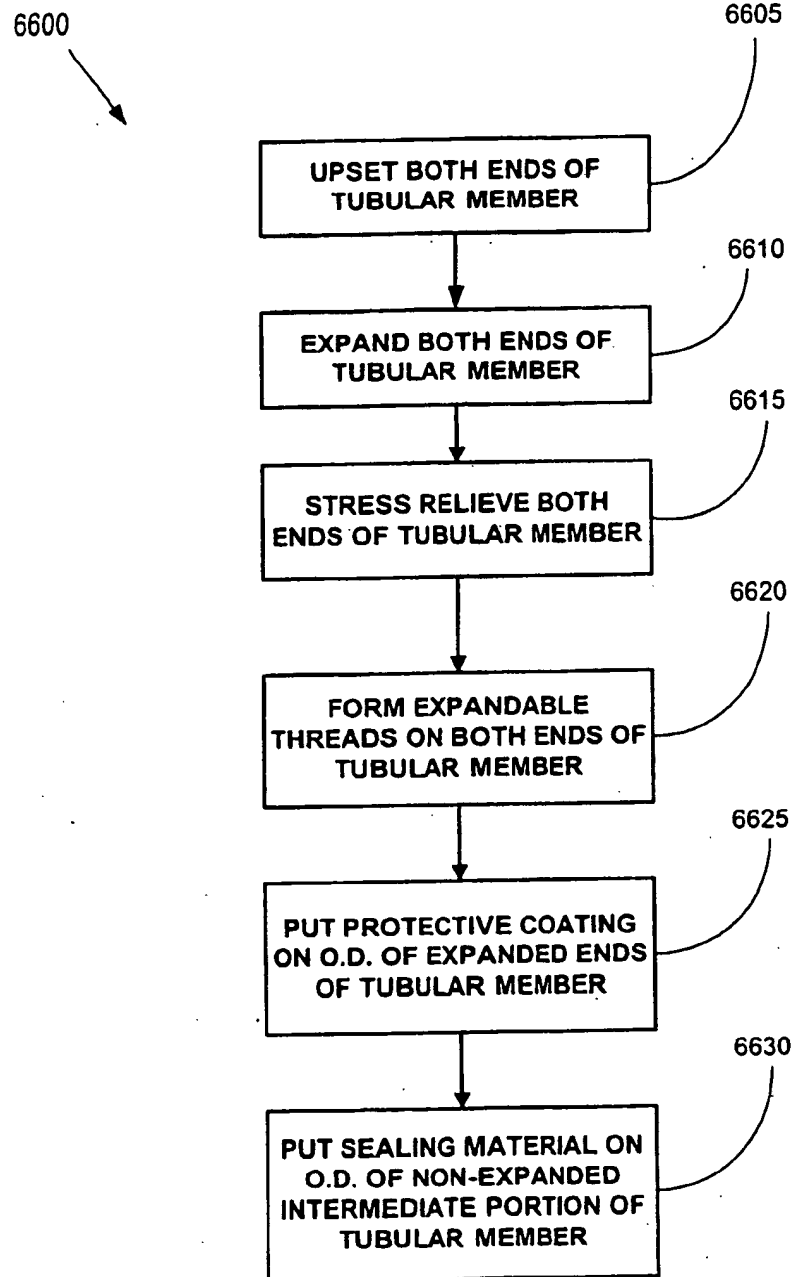 6600
6605
UPSET BOTH ENDS OF
TUBULAR MEMBER
6610
EXPAND BOTH ENDS OF
TUBULAR MEMBER
6615
STRESS RELIEVE BOTH
ENDS OF TUBULAR MEMBER
6620
FORM EXPANDABLE
THREADS ON BOTH ENDS OF
TUBULAR MEMBER
6625
PUT PROTECTIVE COATING
ON O.D. OF EXPANDED ENDS
OF TUBULAR MEMBER
6630
PUT SEALING MATERIAL ON
O.D. OF NON-EXPANDED
INTERMEDIATE PORTION OF
TUBULAR MEMBER